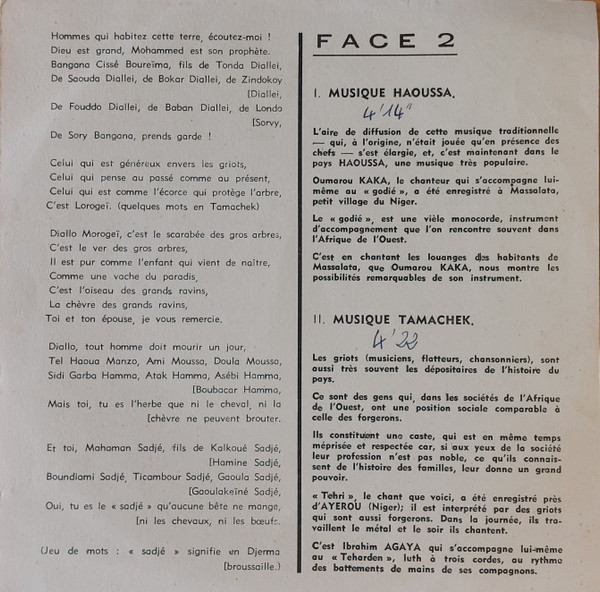 Hommes qui habitez cette terre, écoutez-moi !
Dieu est grand, Mohammed est son prophète.
Bangana Cissé Boureïma, fils de Tonda Diallei,
De Saouda Diallei, de Bokar Diallei, de Zindokoy
[Diallei,
De Fouddo Diallei, de Baban Diallei, de Londo
[Sorvy,
De Sory Bangana, prends garde !
Celui qui est généreux envers les griots,
Celui qui pense au passé comme au présent,
Celui qui est comme l'écorce qui protège l'arbre,
C'est Lorogeï. (quelques mots en Tamachek)
Diallo Morogeï, c'est le scarabée des gros arbres,
C'est le ver des gros arbres,
Il est pur comme l'enfant qui vient de naître,
Comme une vache du paradis,
C'est l'oiseau des grands ravins,
La chèvre des grands ravins,
Toi et ton épouse, je vous remercie.
Diallo, tout homme doit mourir un jour,
Tel Haoua Manzo, Ami Moussa, Doula Moussa,
Sidi Garba Hamma, Atak Hamma, Asébi Hamma,
[Boubacar Hamma,
Mais toi, tu es l'herbe que ni le cheval, ni la
[chèvre ne peuvent brouter.
Et toi, Mahaman Sadjé, fils de Kalkoué Sadjé,
[Hamine Sadjé,
Boundiami Sadjé, Ticambour Sadjé, Gaoula Sadjé,
[Gaoulakeïné Sadjé,
Oui, tu es le « sadjé » qu'aucune bête ne mange,
[ni les chevaux, ni les bœufs.
(Jeu de mots : « sadjé » signifie en Djerma
[broussaille.)
FACE 2
I. MUSIQUE HAOUSSA.
4'14"
L'aire de diffusion de cette musique traditionnelle
— qui, à l'origine, n'était jouée qu'en présence des
chefs — s'est élargie, et, c'est maintenant dans le
pays HAOUSSA, une musique très populaire.
Oumarou KAKA, le chanteur qui s'accompagne lui-
même au « godié », a été enregistré à Massalata,
petit village du Niger.
Le « godié », est une vièle monocorde, instrument
d'accompagnement que l'on rencontre souvent dans
l'Afrique de l'Ouest.
C'est en chantant les louanges des habitants de
Massalata, que Oumarou KAKA, nous montre les
possibilités remarquables de son instrument.
II. MUSIQUE TAMACHEK.
4'22
Les griots (musiciens, flatteurs, chansonniers), sont
aussi très souvent les dépositaires de l'histoire du
pays.
Ce sont des gens qui, dans les sociétés de l'Afrique
de l'Ouest, ont une position sociale comparable à
celle des forgerons.
Ils constituent une caste, qui est en même temps
méprisée et respectée car, si aux yeux de la société
leur profession n'est pas noble, ce qu'ils connais-
sent de l'histoire des familles, leur donne un grand
pouvoir.
« Tehri », le chant que voici, a été enregistré près
d'AYEROU (Niger); il est interprété par des griots
qui sont aussi forgerons. Dans la journée, ils tra-
vaillent le métal et le soir ils chantent.
C'est Ibrahim AGAYA qui s'accompagne lui-même
au « Teharden », luth à trois cordes, au rythme
des battements de mains de ses compagnons.